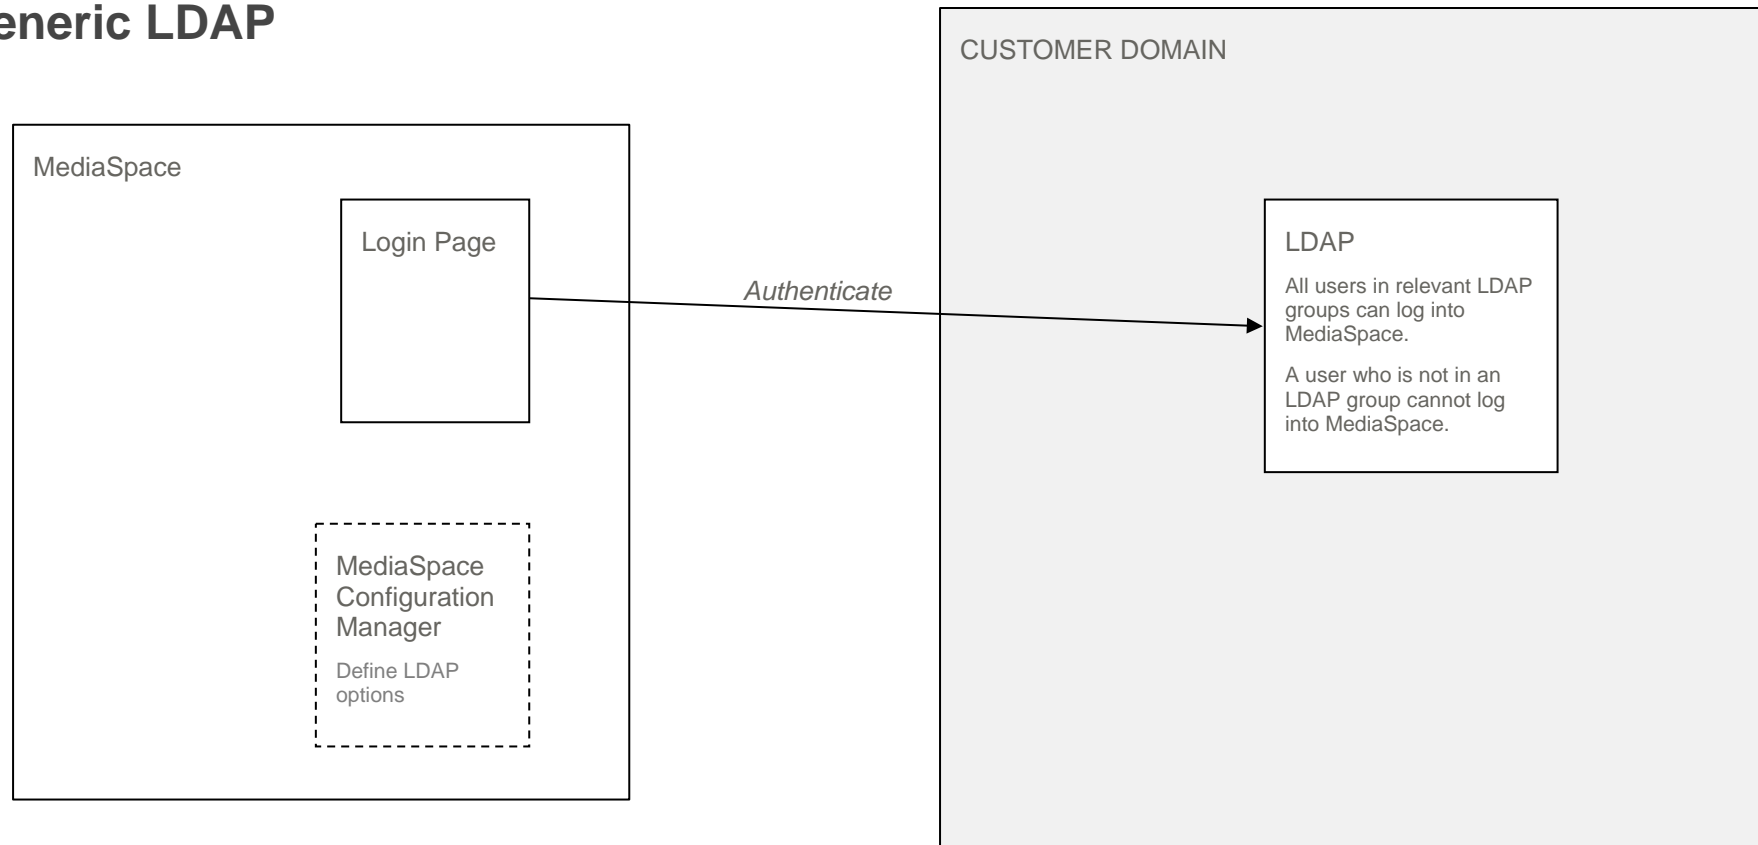 eneric LDAP
CUSTOMER DOMAIN
MediaSpace
Login Page
Authenticate
LDAP
All users in relevant LDAP
groups can log into
MediaSpace.
A user who is not in an
LDAP group cannot log
into MediaSpace.
MediaSpace
Configuration
Manager
Define LDAP
options